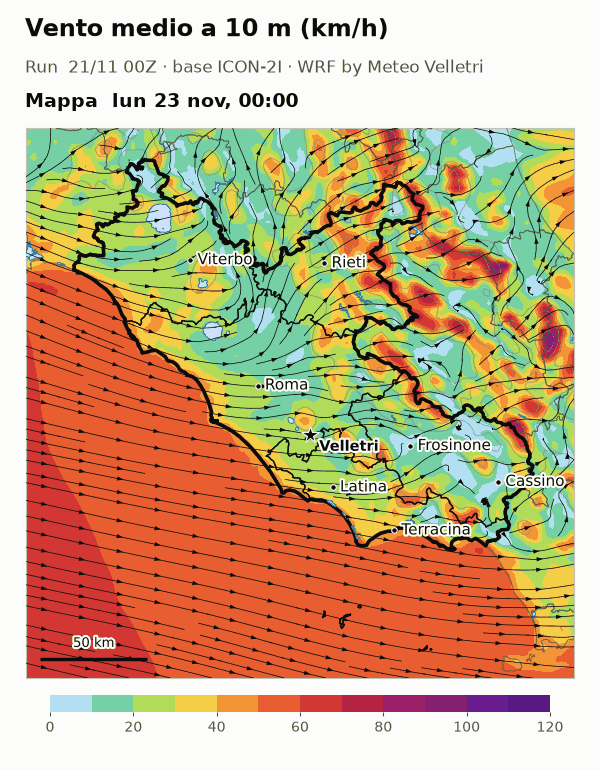 Vento medio a 10 m (km/h)
Run 21/11 00Z · base ICON-2I · WRF by Meteo Velletri
Mappa lun 23 nov, 00:00
Viterbo
Rieti
Roma
Velletri
Frosinone
Latina
Cassino
Terracina
50 km
0 20 40 60 80 100 120